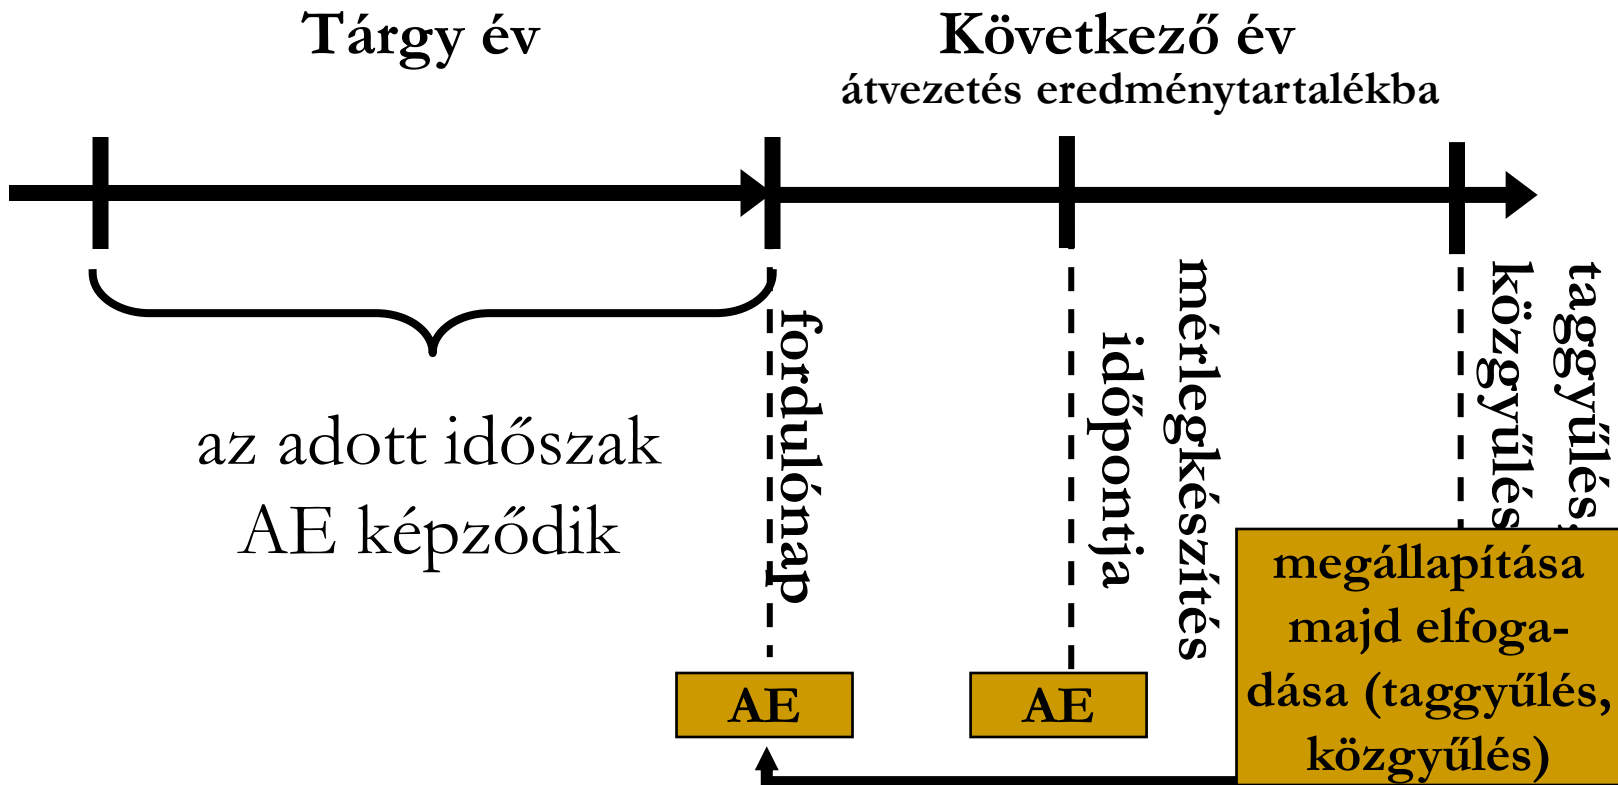 Tárgy év
Következő év
átvezetés eredménytartalékba
az adott időszak
AE képződik
fordulónap
mérlegkészítés
időpontja
taggyűlés,
közgyűlés
AE
AE
megállapítása
majd elfoga-
dása (taggyűlés,
közgyűlés)